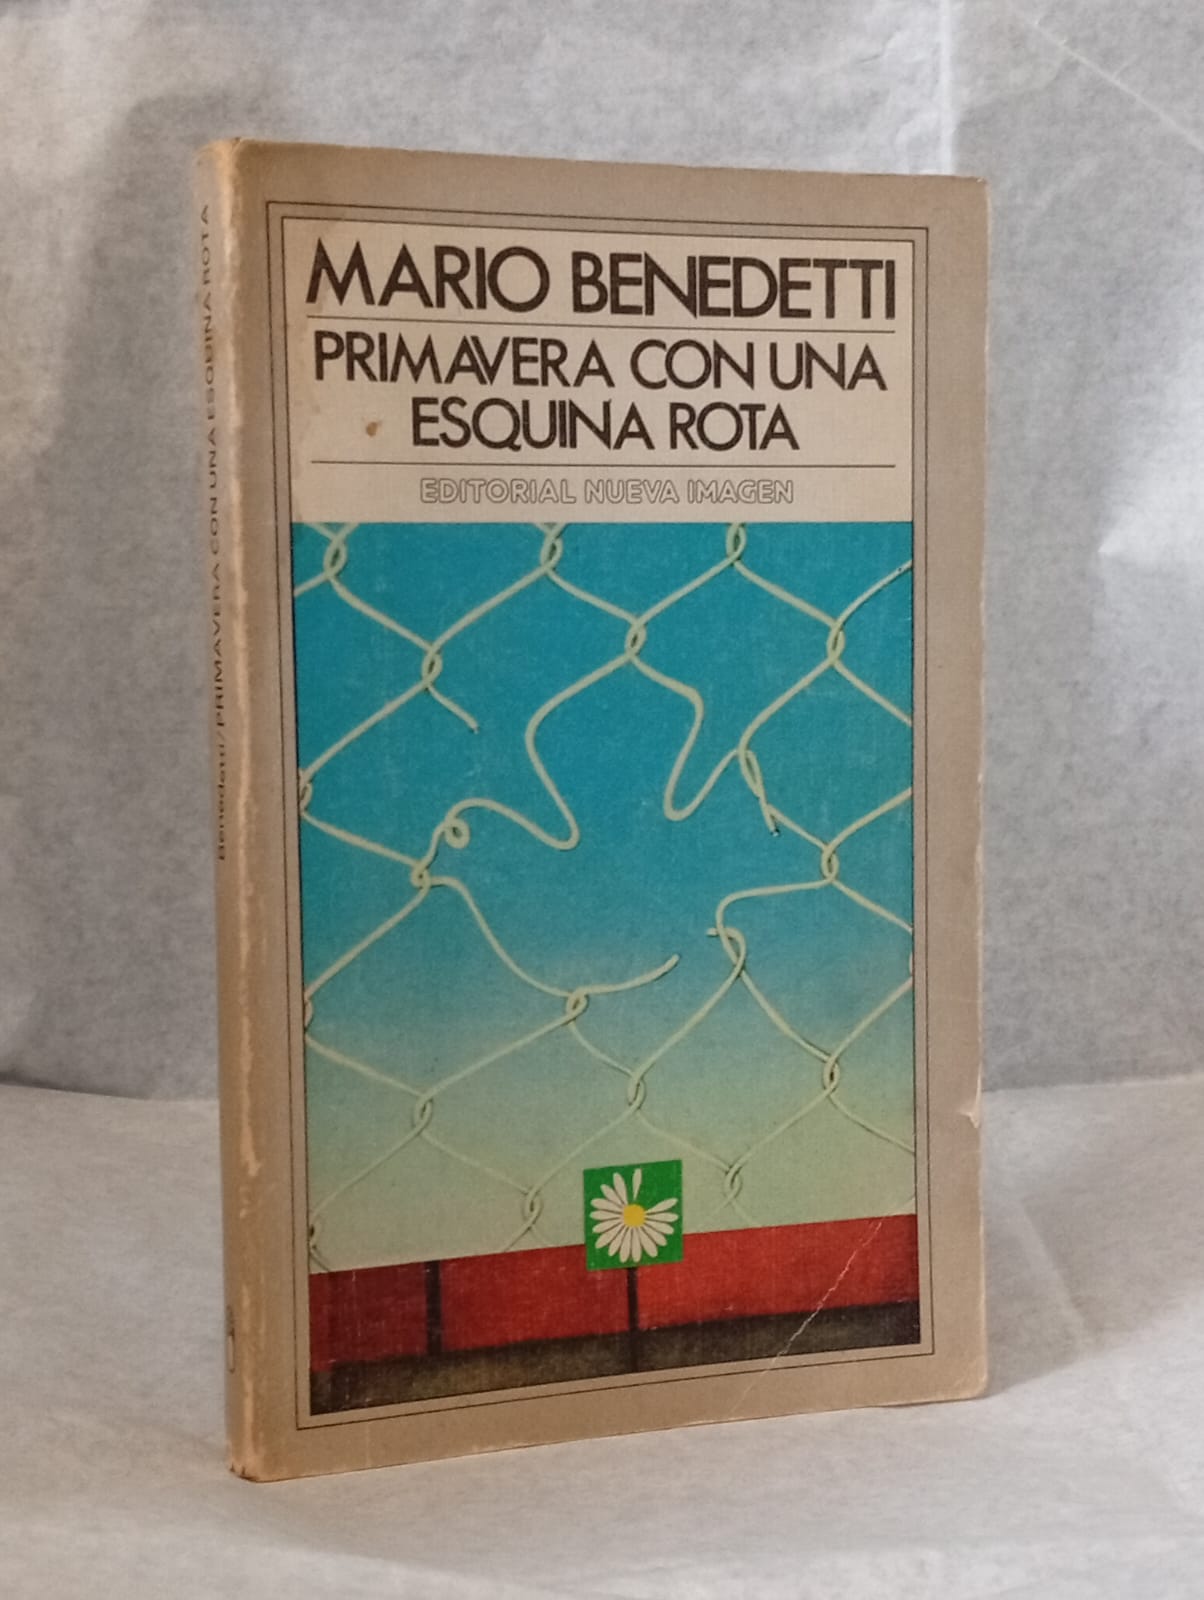 MARIO BENEDETTI
PRIMAVERA CON UNA
ESQUINA ROTA
EDITORIAL NUEVA IMAGEN
Benedetti/PRIMAVERA CON UNA ESQUINA ROTA